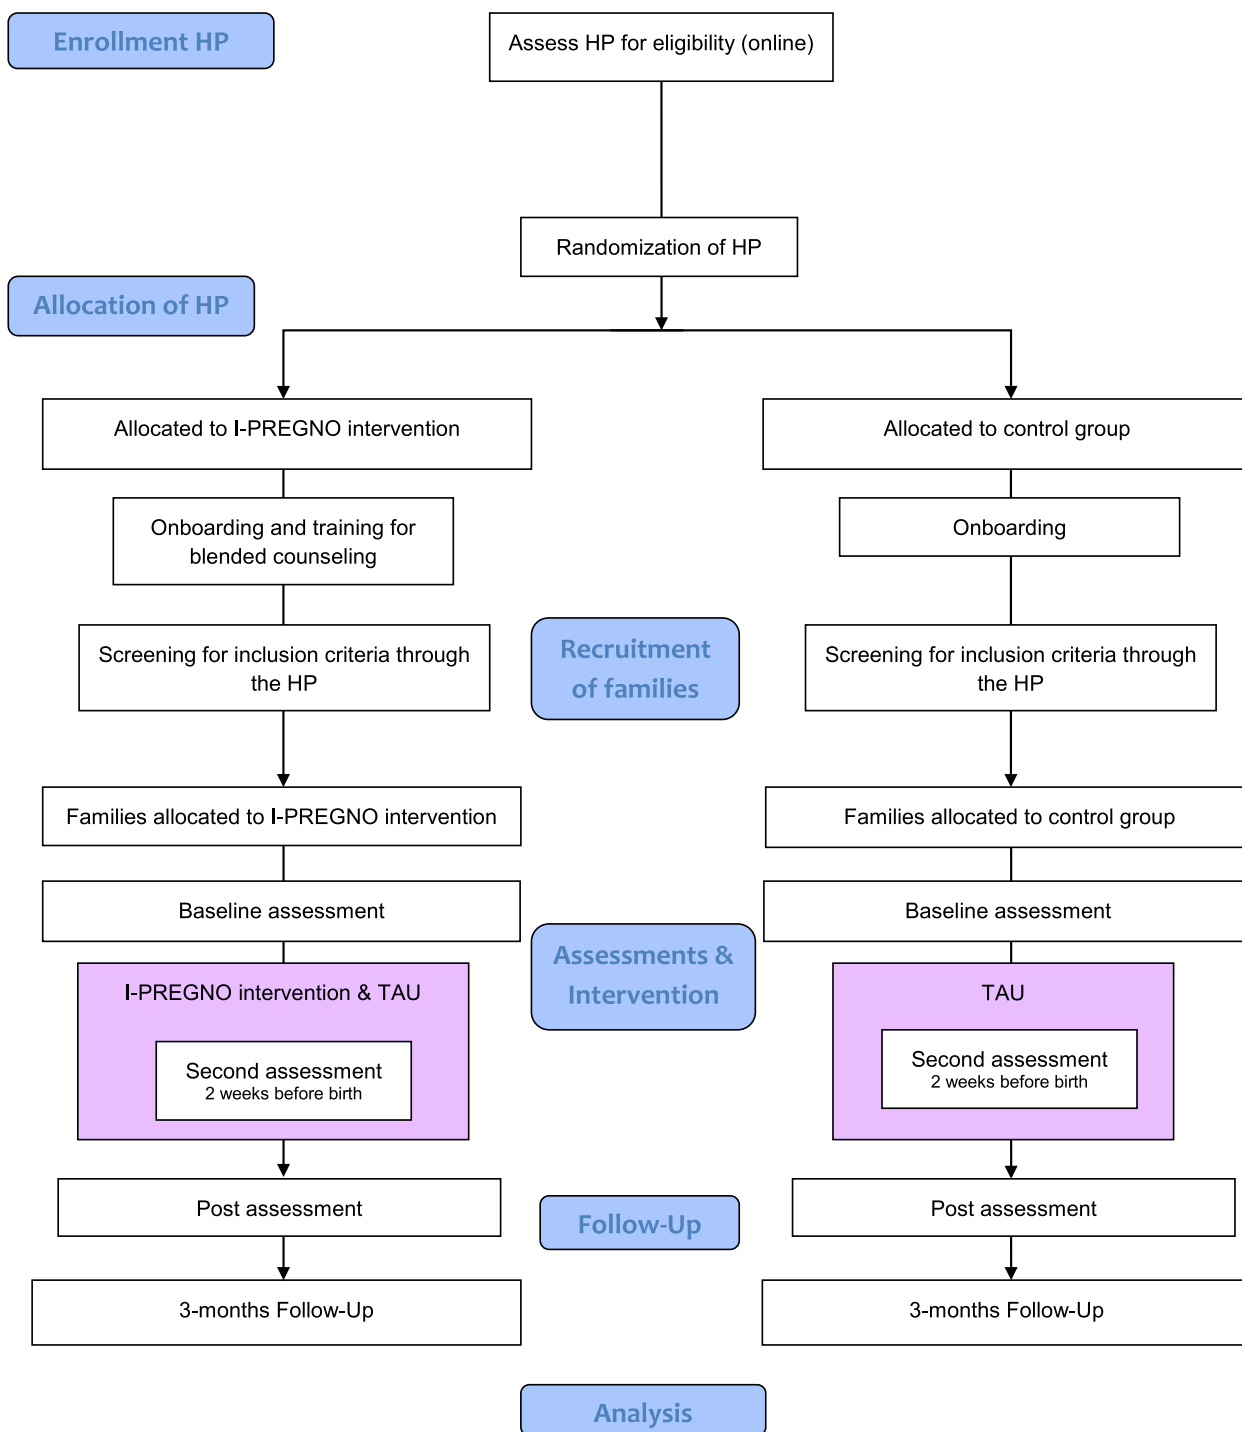 Enrollment HP
Assess HP for eligibility (online)
Randomization of HP
Allocation of HP
Allocated to I-PREGNO intervention
Allocated to control group
Onboarding and training for
blended counseling
Onboarding
Screening for inclusion criteria through
the HP
Recruitment
of families
Screening for inclusion criteria through
the HP
Families allocated to I-PREGNO intervention
Families allocated to control group
Baseline assessment
Baseline assessment
Assessments &
Intervention
I-PREGNO intervention & TAU
Second assessment
2 weeks before birth
TAU
Second assessment
2 weeks before birth
Post assessment
Follow-Up
Post assessment
3-months Follow-Up
3-months Follow-Up
Analysis